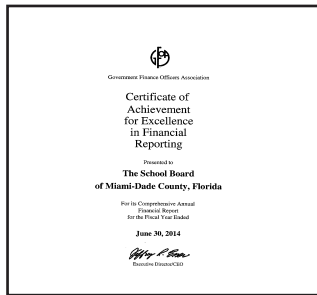 Government Finance Officers Association
Certificate of
Achievement
for Excellence
in Financial
Reporting
Presented to
The School Board
of Miami-Dade County, Florida
For its Comprehensive Annual
Financial Report
for the Fiscal Year Ended
June 30, 2014
Executive Director/CEO